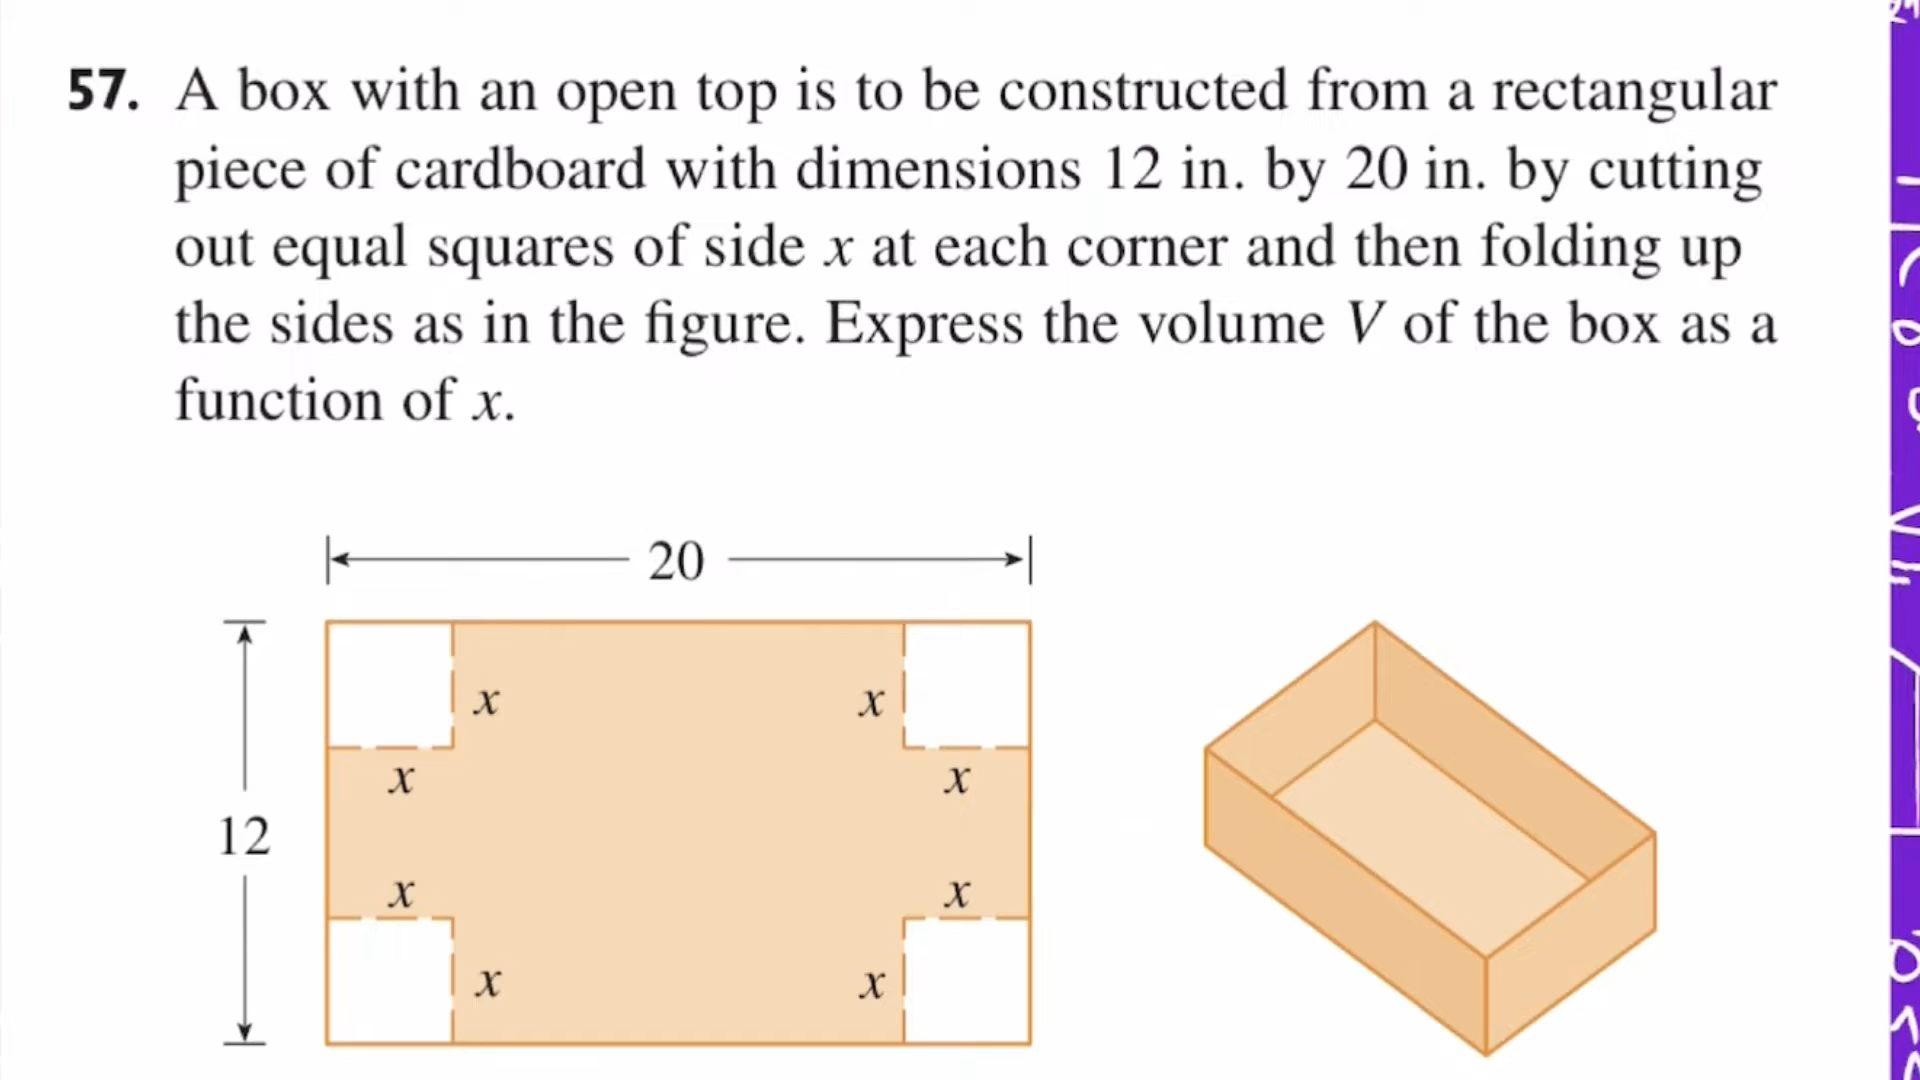 57. A box with an open top is to be constructed from a rectangular
piece of cardboard with dimensions 12 in. by 20 in. by cutting
out equal squares of side x at each corner and then folding up
the sides as in the figure. Express the volume V of the box as a
function of x.
20
x x
x x
12
x x
x x